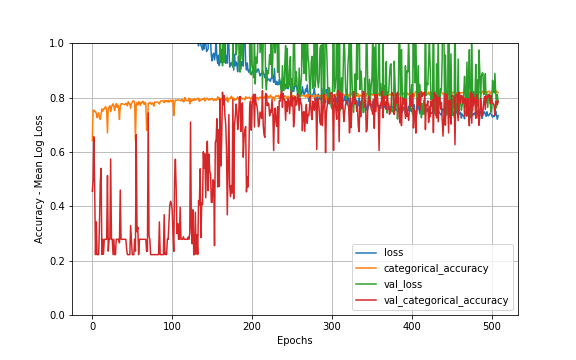 1.0
0.8
0.6
0.4
0.2
0.0
Accuracy - Mean Log Loss
0
100
200
300
400
500
Epochs
loss
categorical_accuracy
val_loss
val_categorical_accuracy